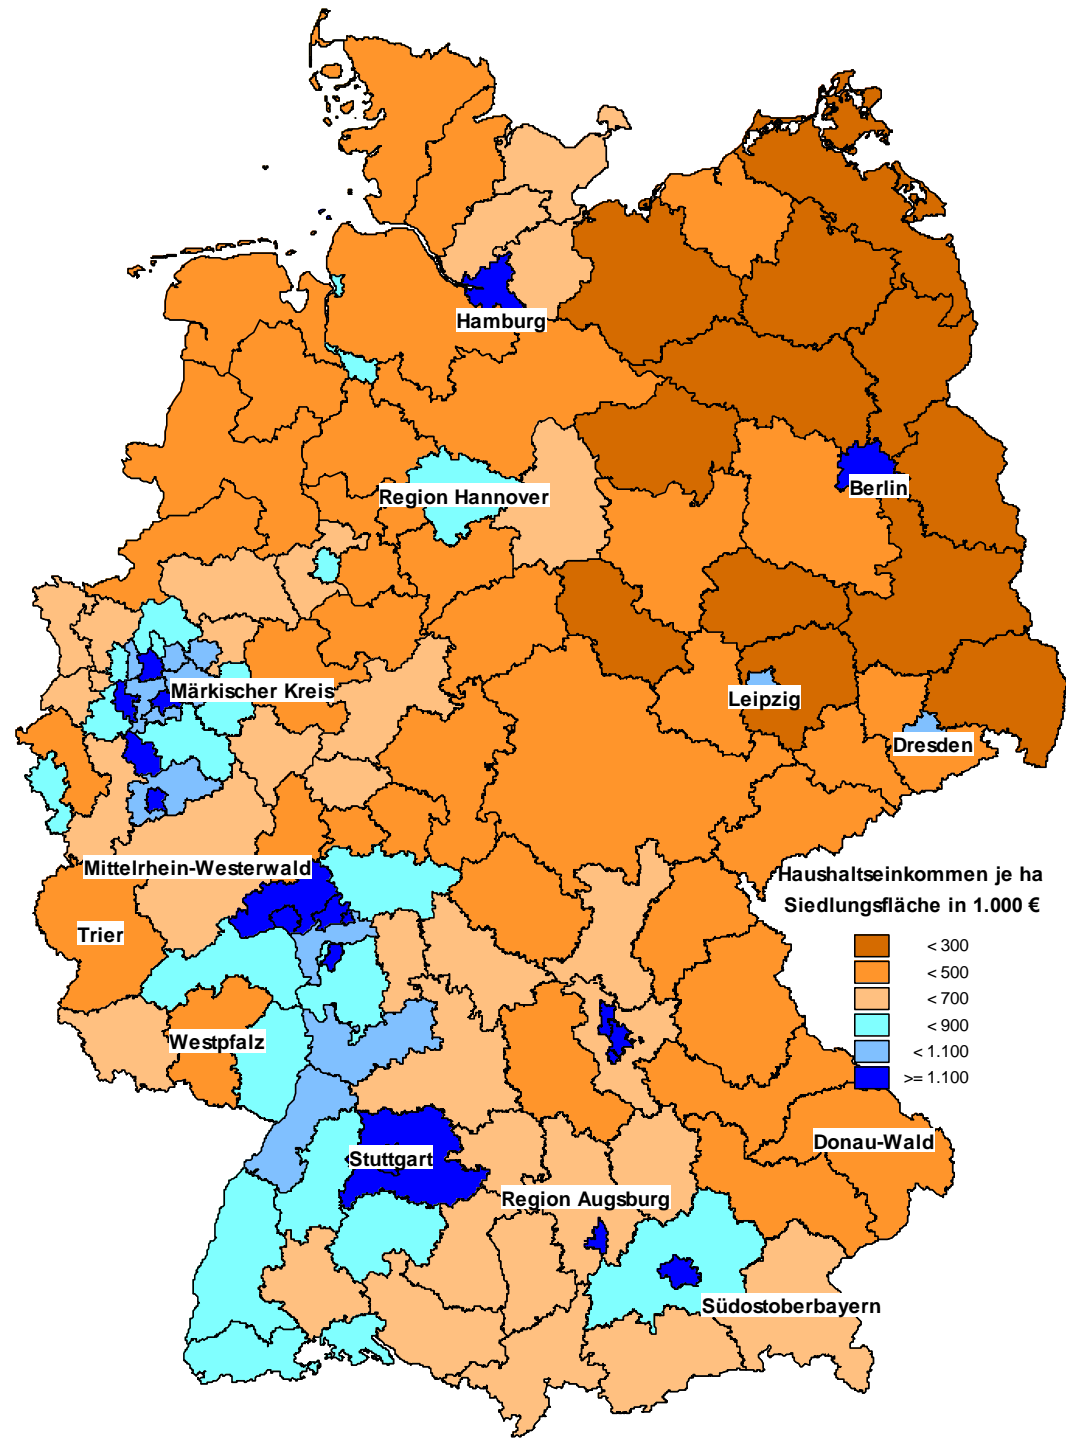 Hamburg
Berlin
Region Hannover
Märkischer Kreis
Leipzig
Dresden
Mittelrhein-Westerwald
Haushaltseinkommen je ha
Siedlungsfläche in 1.000 €
Trier
< 300
< 500
< 700
< 900
< 1.100
>= 1.100
Westpfalz
Donau-Wald
Stuttgart
Region Augsburg
Südostoberbayern